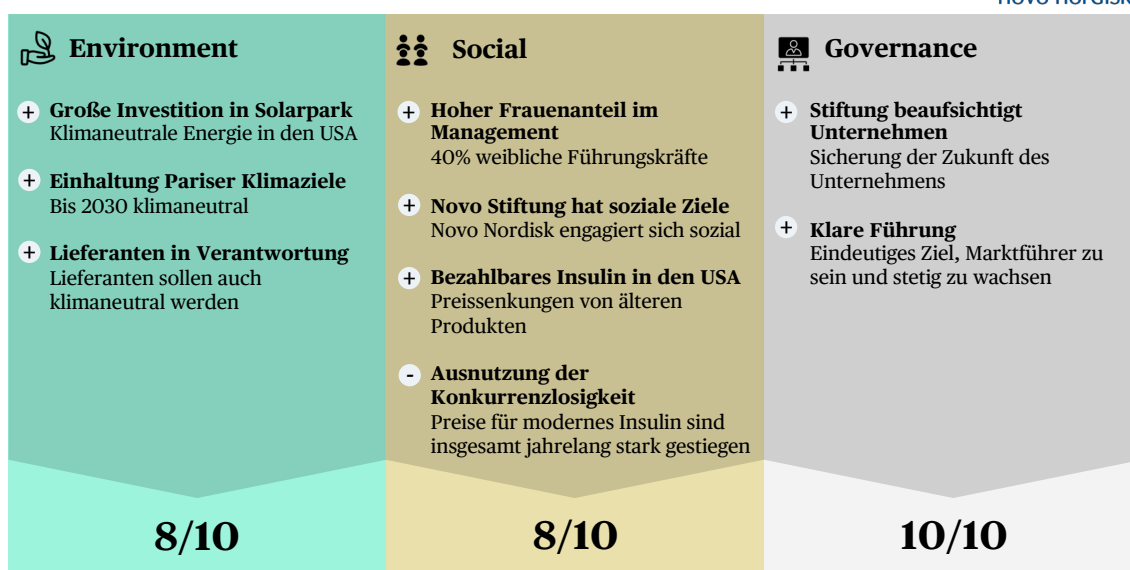 novo nordisk
Environment
+ Große Investition in Solarpark
Klimaneutrale Energie in den USA
+ Einhaltung Pariser Klimaziele
Bis 2030 klimaneutral
+ Lieferanten in Verantwortung
Lieferanten sollen auch
klimaneutral werden
8/10
Social
+ Hoher Frauenanteil im
Management
40% weibliche Führungskräfte
+ Novo Stiftung hat soziale Ziele
Novo Nordisk engagiert sich sozial
+ Bezahlbares Insulin in den USA
Preissenkungen von älteren
Produkten
- Ausnutzung der
Konkurrenzlosigkeit
Preise für modernes Insulin sind
insgesamt jahrelang stark gestiegen
8/10
Governance
+ Stiftung beaufsichtigt
Unternehmen
Sicherung der Zukunft des
Unternehmens
+ Klare Führung
Eindeutiges Ziel, Marktführer zu
sein und stetig zu wachsen
10/10